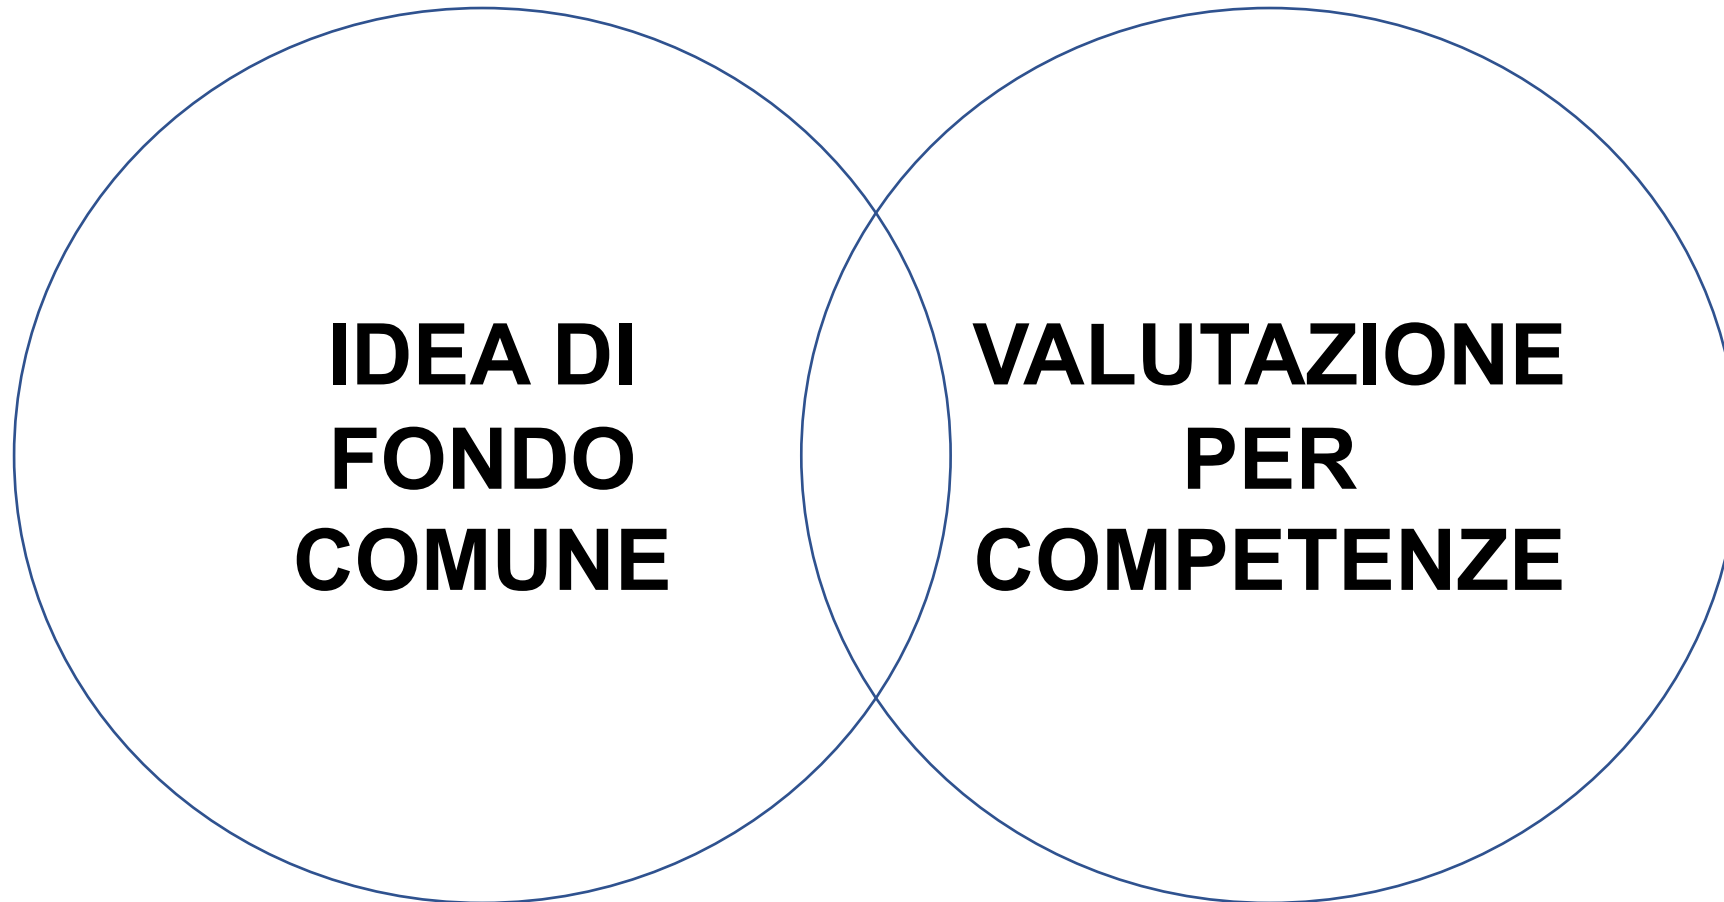 IDEA DI
FONDO
COMUNE
VALUTAZIONE
PER
COMPETENZE